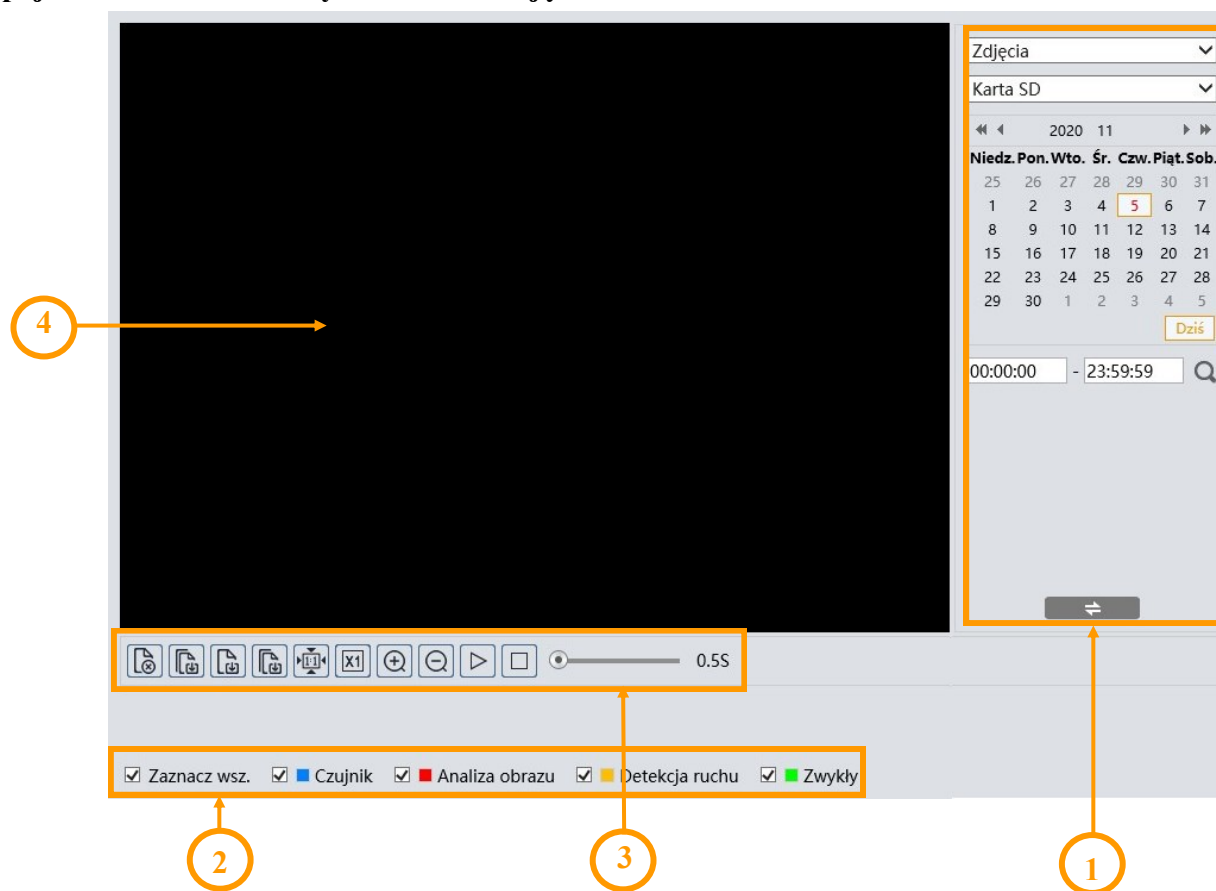 Zdjęcia
Karta SD
2020 11
Niedz. Pon. Wto. Śr. Czw. Piąt. Sob.
25 26 27 28 29 30 31
1 2 3 4 5 6 7
8 9 10 11 12 13 14
15 16 17 18 19 20 21
22 23 24 25 26 27 28
29 30 1 2 3 4 5
Dziś
00:00:00 - 23:59:59
4
1:1 X1 0.5S
Zaznacz wsz. Czujnik Analiza obrazu Detekcja ruchu Zwykły
2 3 1